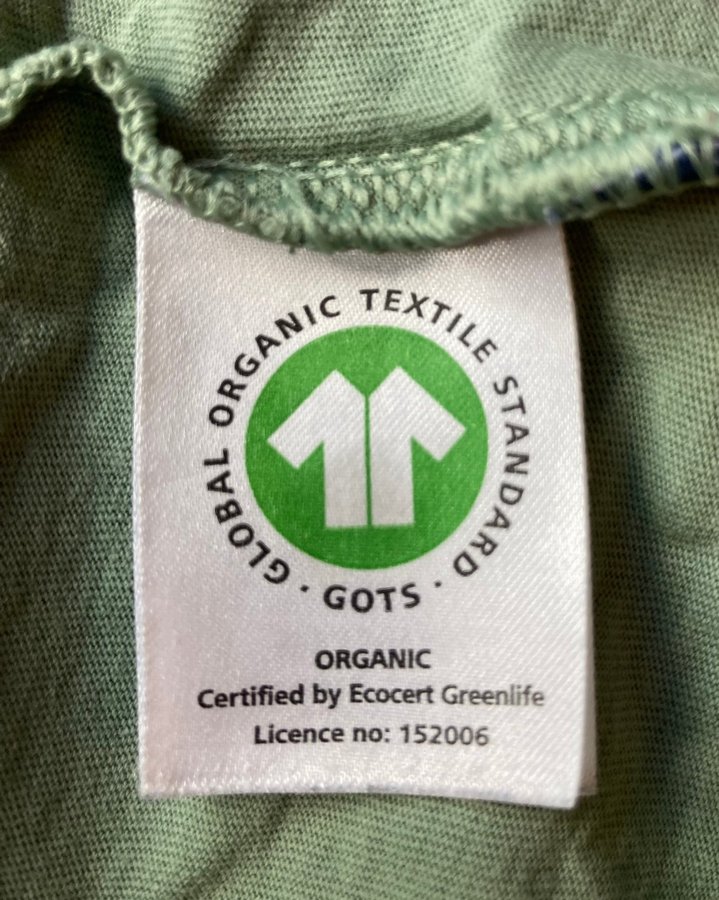 GLOBAL ORGANIC TEXTILE STANDARD · GOTS ·
ORGANIC
Certified by Ecocert Greenlife
Licence no: 152006